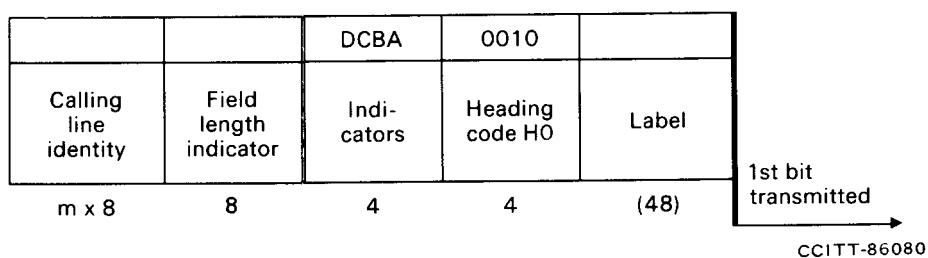 DCBA 0010
Calling line identity
Field length indicator
Indi-cators
Heading code H0
Label
m x 8 8 4 4 (48)
1st bit transmitted
CCITT-86080